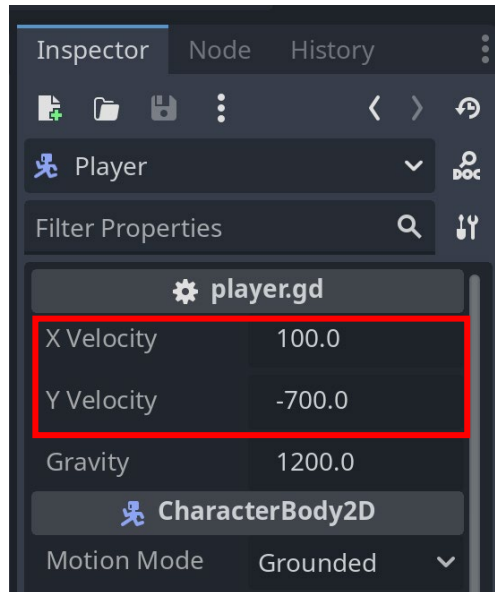 Inspector Node History
Player
DOC
Filter Properties
player.gd
X Velocity 100.0
Y Velocity -700.0
Gravity 1200.0
CharacterBody2D
Motion Mode Grounded